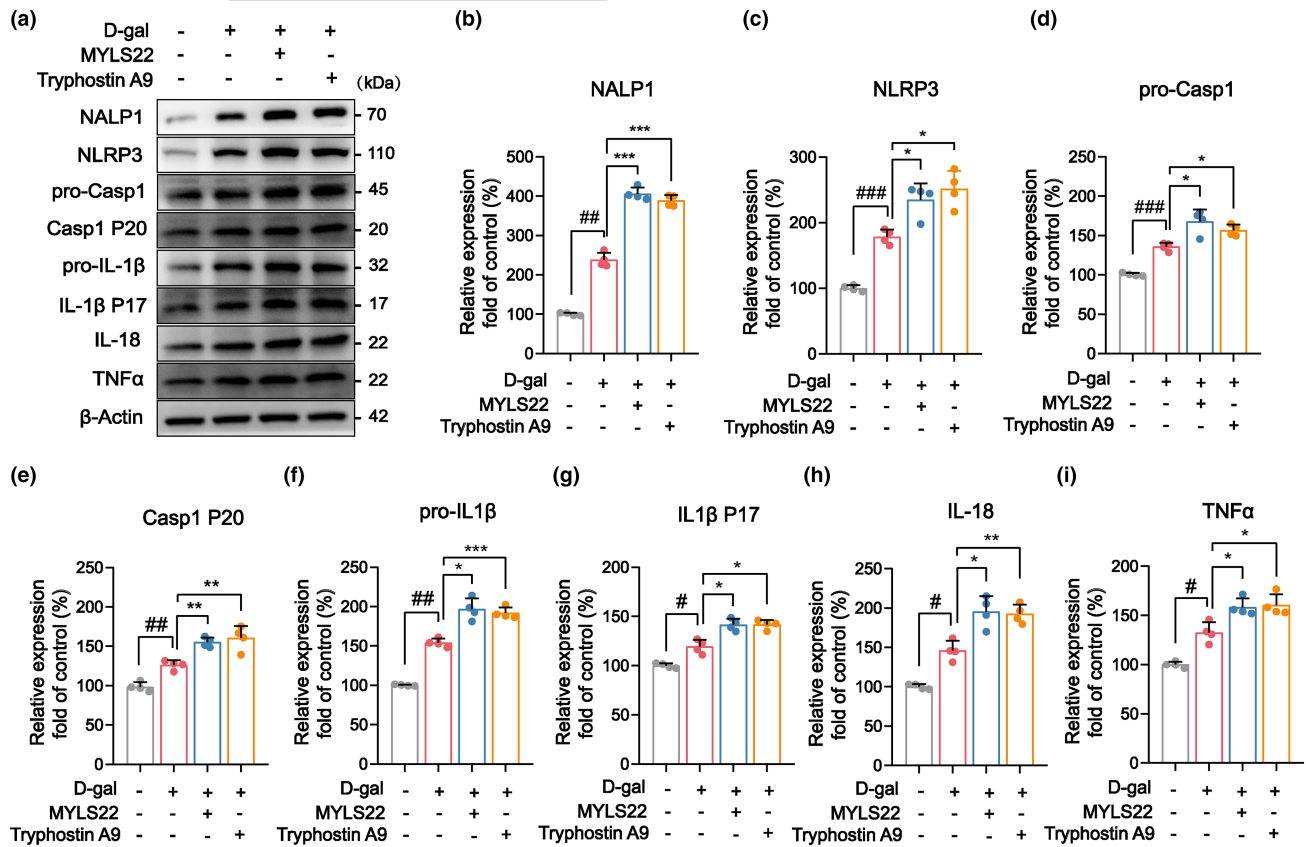 (a)
D-gal - + + +
MYLS22 - - + -
Tryphostin A9 - - - + (kDa)
NALP1 - 70
NLRP3 - 110
pro-Casp1 - 45
Casp1 P20 - 20
pro-IL-1β - 32
IL-1β P17 - 17
IL-18 - 22
TNFα - 22
β-Actin - 42
(b)
NALP1
Relative expression
fold of control (%)
500
400
300
200
100
0
##
***
***
D-gal - + + +
MYLS22 - - + -
Tryphostin A9 - - - +
(c)
NLRP3
Relative expression
fold of control (%)
300
200
100
0
###
*
*
D-gal - + + +
MYLS22 - - + -
Tryphostin A9 - - - +
(d)
pro-Casp1
Relative expression
fold of control (%)
250
200
150
100
50
0
###
*
*
D-gal - + + +
MYLS22 - - + -
Tryphostin A9 - - - +
(e)
Casp1 P20
Relative expression
fold of control (%)
250
200
150
100
50
0
##
**
**
D-gal - + + +
MYLS22 - - + -
Tryphostin A9 - - - +
(f)
pro-IL1β
Relative expression
fold of control (%)
250
200
150
100
50
0
##
*
***
D-gal - + + +
MYLS22 - - + -
Tryphostin A9 - - - +
(g)
IL1β P17
Relative expression
fold of control (%)
200
150
100
50
0
#
*
*
D-gal - + + +
MYLS22 - - + -
Tryphostin A9 - - - +
(h)
IL-18
Relative expression
fold of control (%)
250
200
150
100
50
0
#
*
**
D-gal - + + +
MYLS22 - - + -
Tryphostin A9 - - - +
(i)
TNFα
Relative expression
fold of control (%)
200
150
100
50
0
#
*
*
D-gal - + + +
MYLS22 - - + -
Tryphostin A9 - - - +